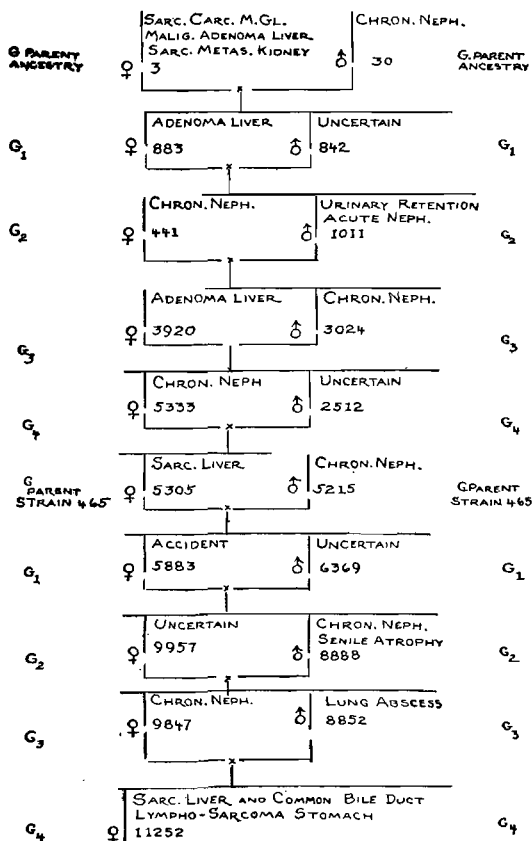 SARC. CARC. M. GL.
MALIG. ADENOMA LIVER
SARC. METAS. KIDNEY
CHRON. NEPH.
G PARENT ANCESTRY
♀ 3
♂ 30
G. PARENT ANCESTRY
ADENOMA LIVER
UNCERTAIN
G1 ♀ 883 ♂ 842 G1
CHRON. NEPH.
URINARY RETENTION
ACUTE NEPH.
G2 ♀ 441 ♂ 1011 G2
ADENOMA LIVER
CHRON. NEPH.
G3 ♀ 3920 ♂ 3024 G3
CHRON. NEPH
UNCERTAIN
G4 ♀ 5333 ♂ 2512 G4
SARC. LIVER
CHRON. NEPH.
G PARENT STRAIN 465
♀ 5305
♂ 5215
G. PARENT STRAIN 465
ACCIDENT
UNCERTAIN
G1 ♀ 5883 ♂ 6369 G1
UNCERTAIN
CHRON. NEPH.
SENILE ATROPHY
G2 ♀ 9957 ♂ 8888 G2
CHRON. NEPH.
LUNG ABSCESS
G3 ♀ 9847 ♂ 8852 G3
SARC. LIVER AND COMMON BILE DUCT
LYMPHO-SARCOMA STOMACH
G4 ♀ 11252 G4